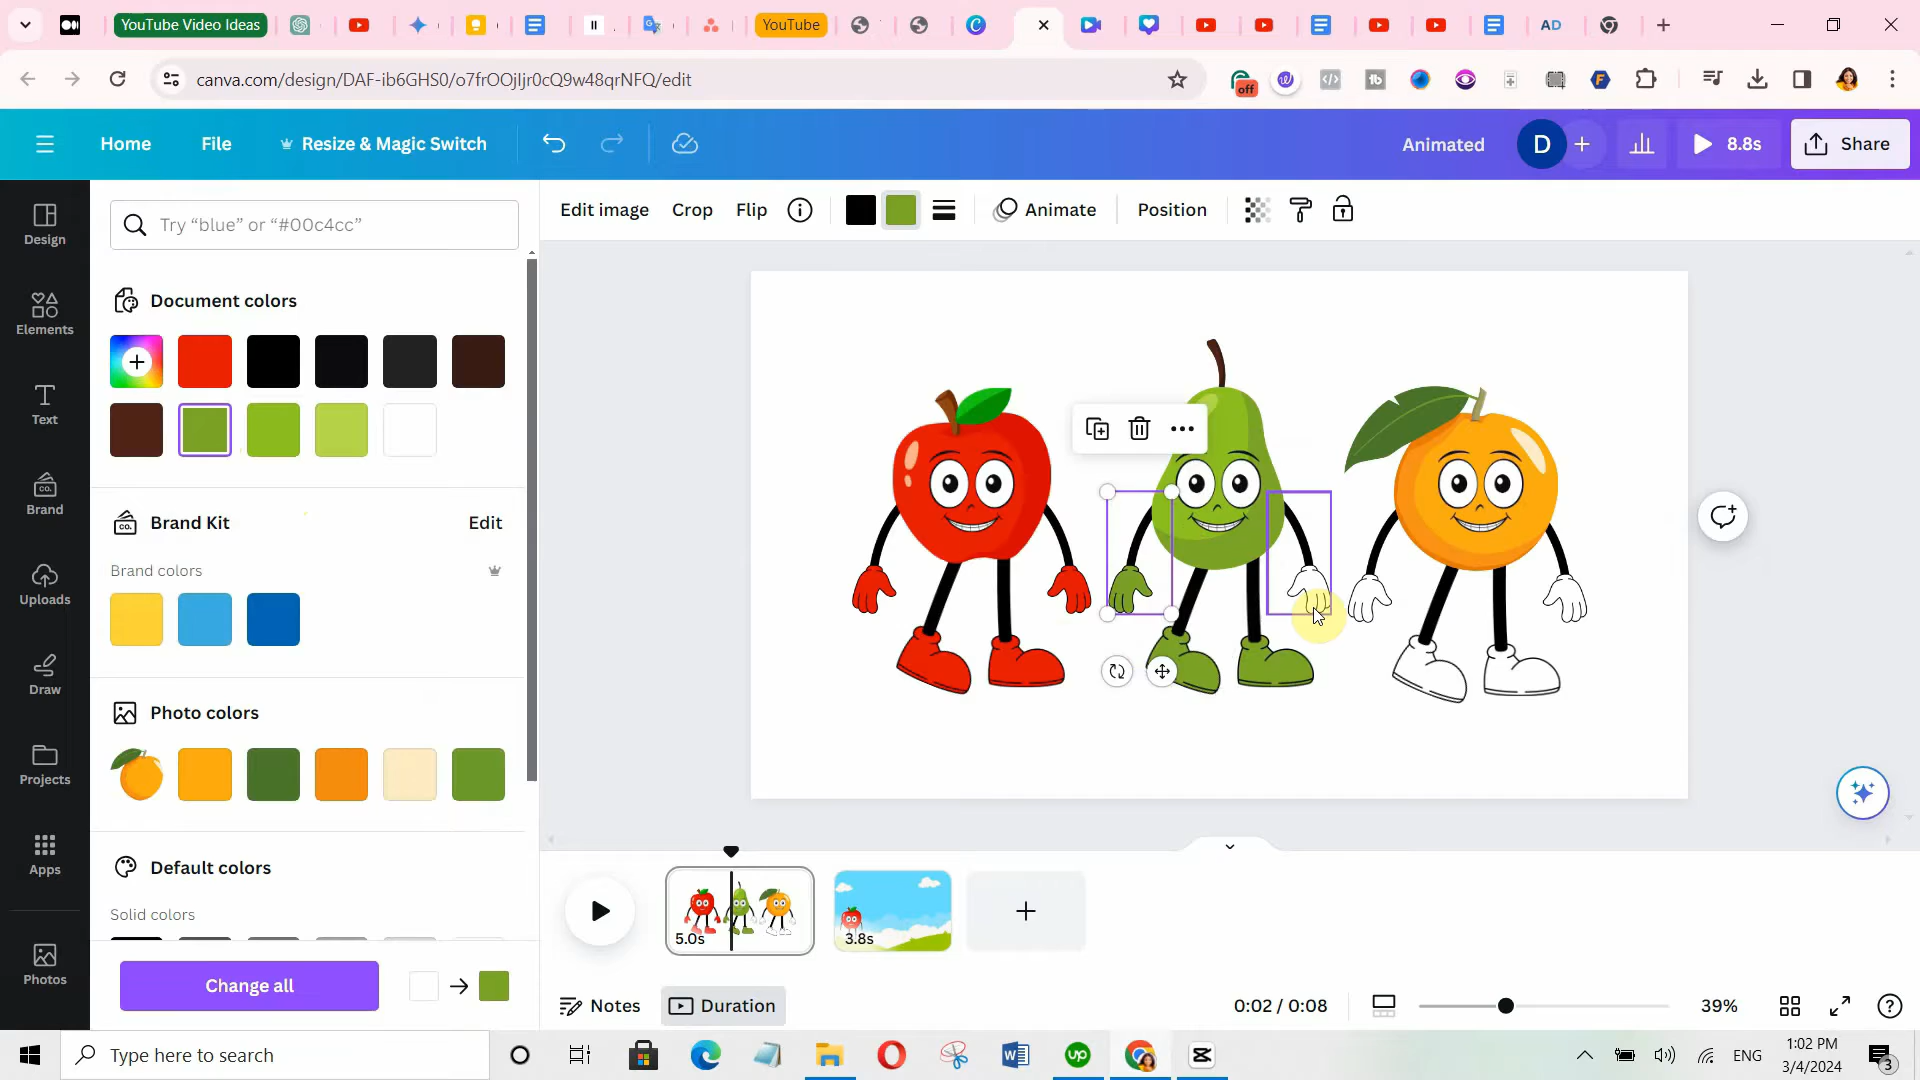 YouTube Video Ideas
YouTube
AD
canva.com/design/DAF-ib6GHS0/o7frOOjIjr0cQ9w48qrNFQ/edit
off
Home
File
Resize & Magic Switch
Animated
D
8.8s
Share
Design
Elements
Text
Brand
Uploads
Draw
Projects
Apps
Photos
Try “blue” or “#00c4cc”
Document colors
Brand Kit
Edit
Brand colors
Photo colors
Default colors
Solid colors
Change all
Edit image
Crop
Flip
Animate
Position
5.0s
3.8s
Notes
Duration
0:02 / 0:08
39%
Type here to search
ENG
1:02 PM
3/4/2024
3